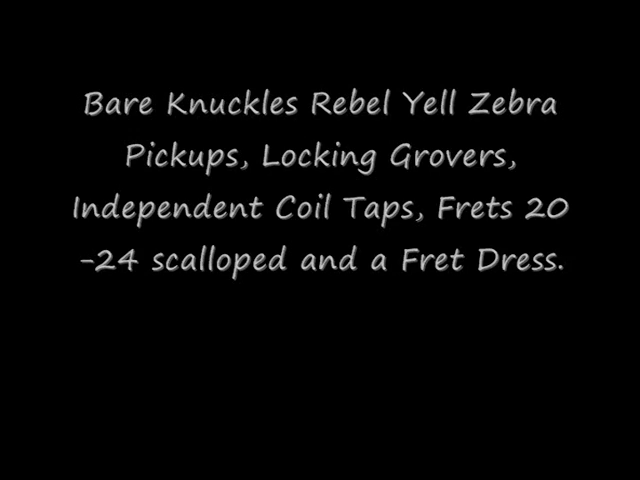 Bare Knuckles Rebel Yell Zebra
Pickups, Locking Grovers,
Independent Coil Taps, Frets 20
-24 scalloped and a Fret Dress.